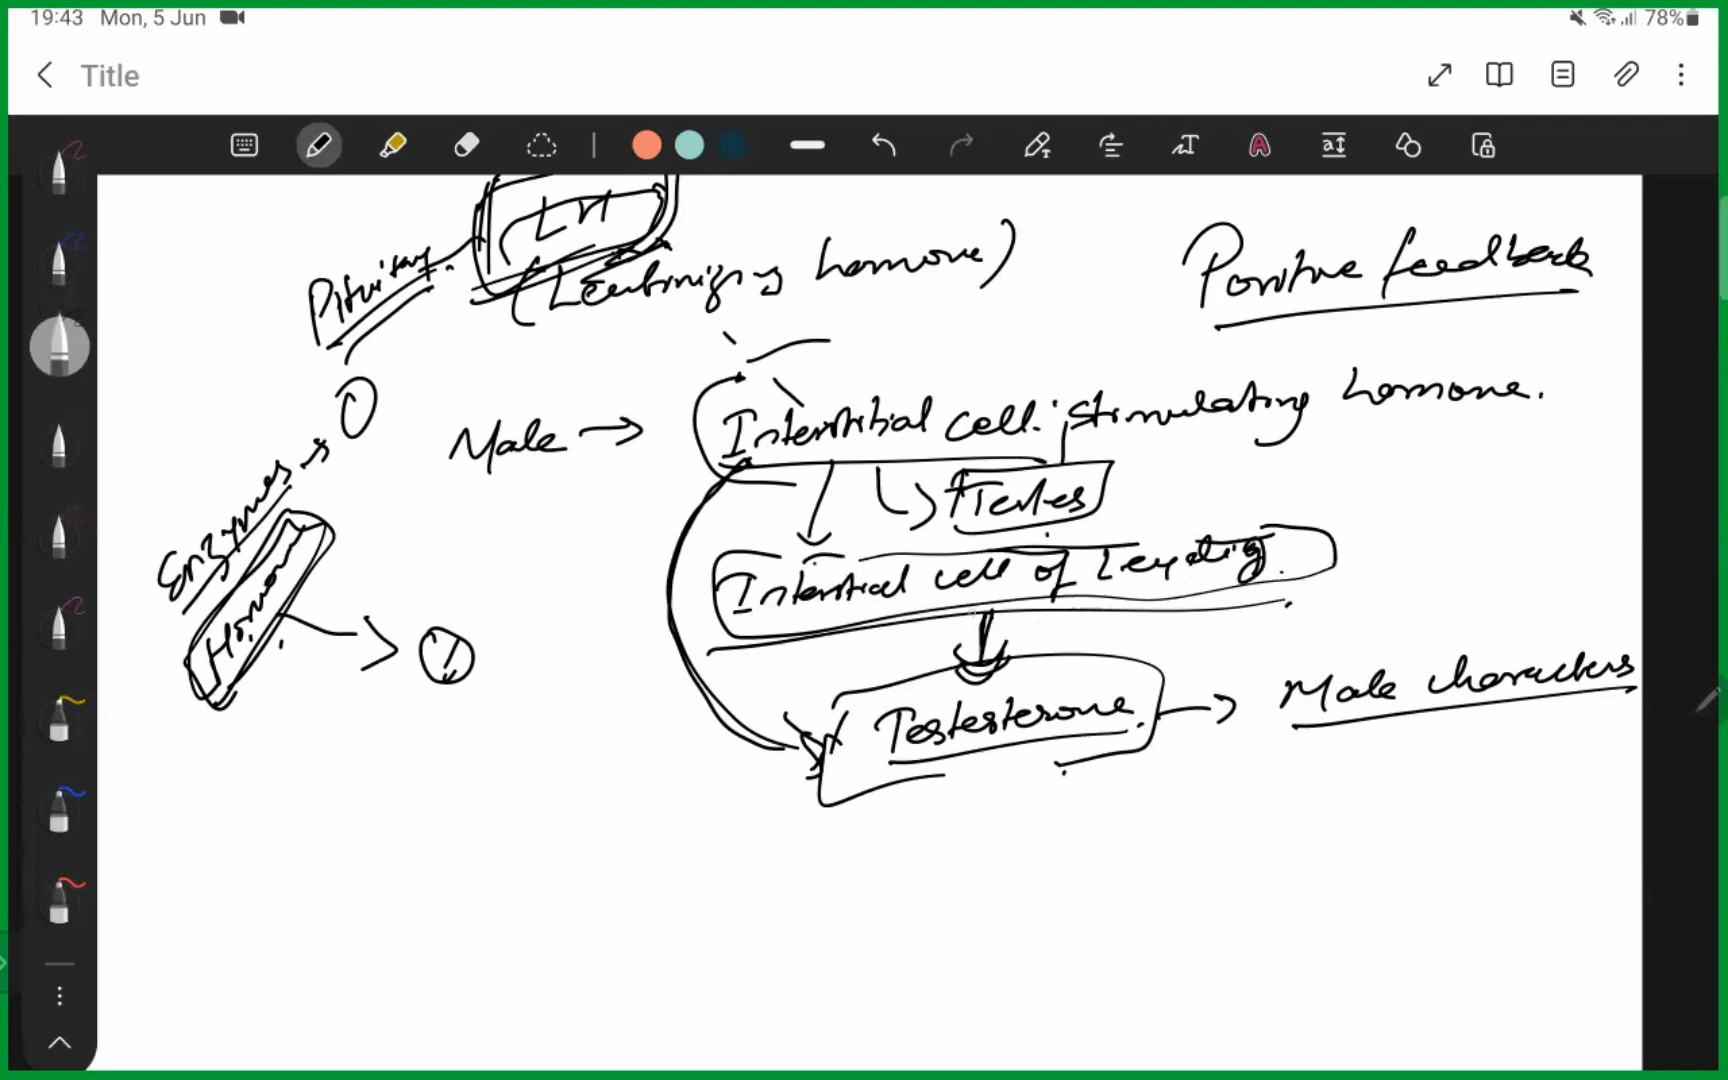 19:43 Mon, 5 Jun
78%
Title
LH
Pituitary.
(Leutinizing hormone)
Positive feedback
Male → Interstitial cell stimulating hormone.
Testes
Enzymes →
Interstitial cell of Leydig.
Hormone
Testesterone. → Male characters